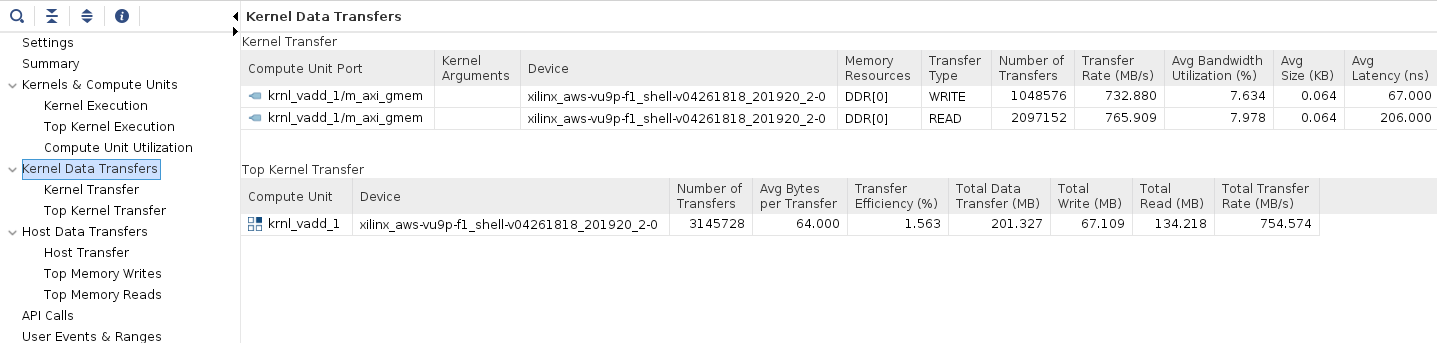 Kernel Data Transfers
Settings
Summary
Kernels & Compute Units
Kernel Execution
Top Kernel Execution
Compute Unit Utilization
Kernel Data Transfers
Kernel Transfer
Top Kernel Transfer
Host Data Transfers
Host Transfer
Top Memory Writes
Top Memory Reads
API Calls
User Events & Ranges
Kernel Transfer
Compute Unit Port Kernel Arguments Device Memory Resources Transfer Type Number of Transfers Transfer Rate (MB/s) Avg Bandwidth Utilization (%) Avg Size (KB) Avg Latency (ns)
krnl_vadd_1/m_axi_gmem xilinx_aws-vu9p-f1_shell-v04261818_201920_2-0 DDR[0] WRITE 1048576 732.880 7.634 0.064 67.000
krnl_vadd_1/m_axi_gmem xilinx_aws-vu9p-f1_shell-v04261818_201920_2-0 DDR[0] READ 2097152 765.909 7.978 0.064 206.000
Top Kernel Transfer
Compute Unit Device Number of Transfers Avg Bytes per Transfer Transfer Efficiency (%) Total Data Transfer (MB) Total Write (MB) Total Read (MB) Total Transfer Rate (MB/s)
krnl_vadd_1 xilinx_aws-vu9p-f1_shell-v04261818_201920_2-0 3145728 64.000 1.563 201.327 67.109 134.218 754.574